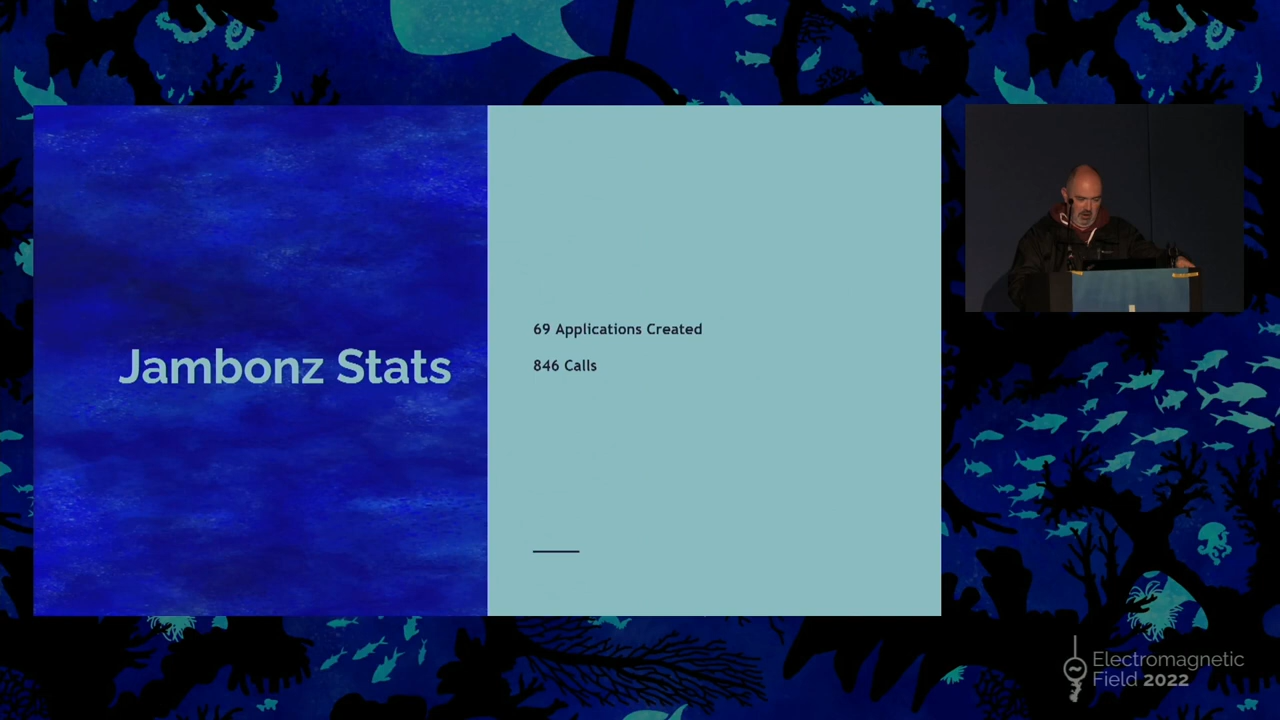 Jambonz Stats
69 Applications Created
846 Calls
Electromagnetic
Field 2022